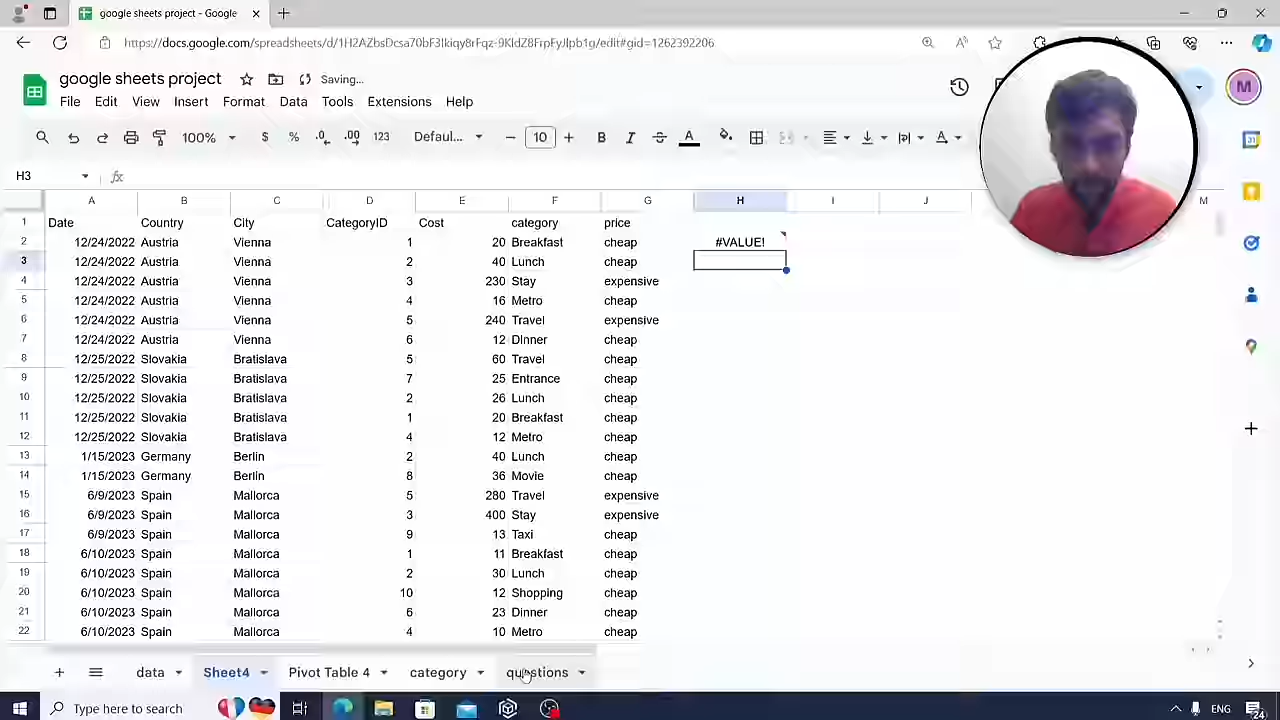 google sheets project - Google
https://docs.google.com/spreadsheets/d/
/edit#gid=1262392206
google sheets project
Saving...
File Edit View Insert Format Data Tools Extensions Help
100% $ % .0 .00 123 Defaul... 10 B I A
M
H3 fx
A B C D E F G H I J M
1 Date Country City CategoryID Cost category price
2 12/24/2022 Austria Vienna 1 20 Breakfast cheap #VALUE!
3 12/24/2022 Austria Vienna 2 40 Lunch cheap
4 12/24/2022 Austria Vienna 3 230 Stay expensive
5 12/24/2022 Austria Vienna 4 16 Metro cheap
6 12/24/2022 Austria Vienna 5 240 Travel expensive
7 12/24/2022 Austria Vienna 6 12 DInner cheap
8 12/25/2022 Slovakia Bratislava 5 60 Travel cheap
9 12/25/2022 Slovakia Bratislava 7 25 Entrance cheap
10 12/25/2022 Slovakia Bratislava 2 26 Lunch cheap
11 12/25/2022 Slovakia Bratislava 1 20 Breakfast cheap
12 12/25/2022 Slovakia Bratislava 4 12 Metro cheap
13 1/15/2023 Germany Berlin 2 40 Lunch cheap
14 1/15/2023 Germany Berlin 8 36 Movie cheap
15 6/9/2023 Spain Mallorca 5 280 Travel expensive
16 6/9/2023 Spain Mallorca 3 400 Stay expensive
17 6/9/2023 Spain Mallorca 9 13 Taxi cheap
18 6/10/2023 Spain Mallorca 1 11 Breakfast cheap
19 6/10/2023 Spain Mallorca 2 30 Lunch cheap
20 6/10/2023 Spain Mallorca 10 12 Shopping cheap
21 6/10/2023 Spain Mallorca 6 23 Dinner cheap
22 6/10/2023 Spain Mallorca 4 10 Metro cheap
data Sheet4 Pivot Table 4 category questions
Type here to search
ENG
24